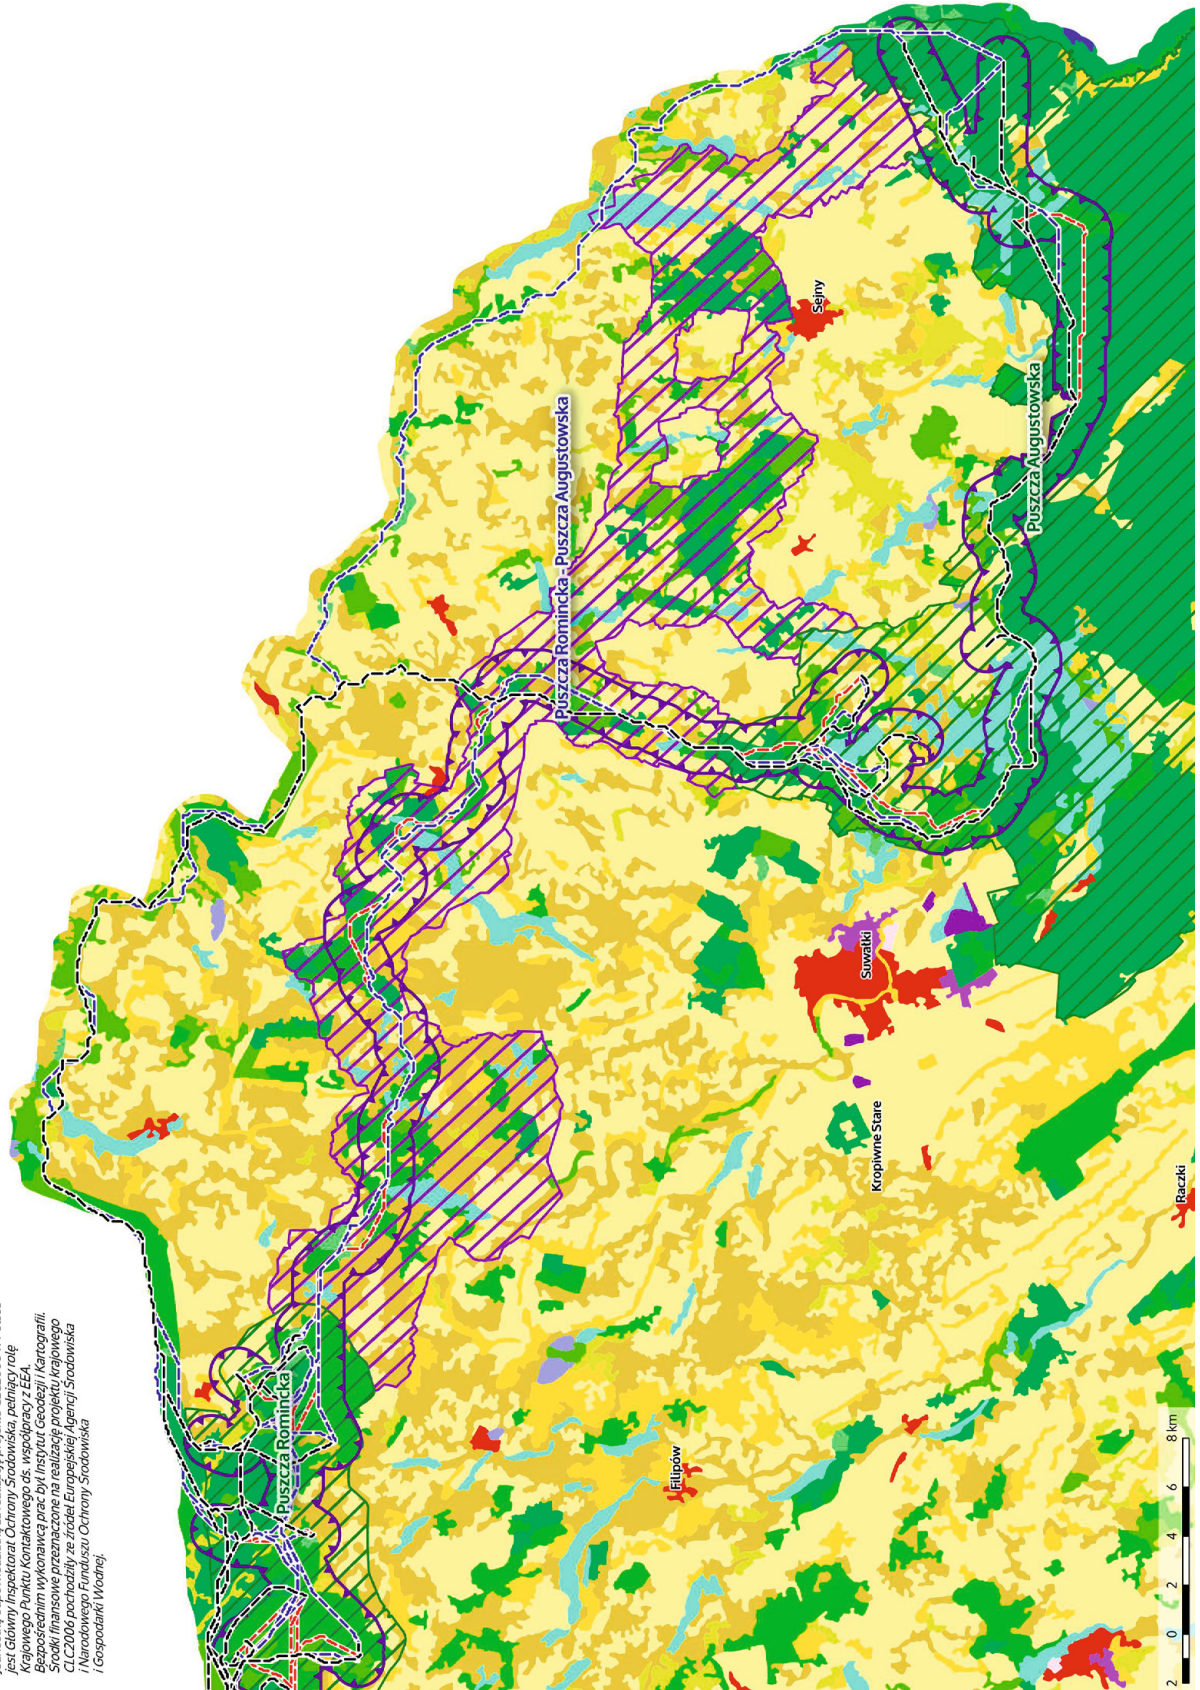 jest Główny Inspektorat Ochrony Środowiska, pełniący rolę
Krajowego Punktu Kontaktowego ds. współpracy z EEA.
Bezpośrednim wykonawcą prac był Instytut Geodezji i Kartografii.
Środki finansowe przeznaczone na realizację projektu krajowego
CLC2006 pochodziły ze źródeł Europejskiej Agencji Środowiska
i Narodowego Funduszu Ochrony Środowiska
i Gospodarki Wodnej.
Puszcza Romincka
Puszcza Romincka - Puszcza Augustowska
Puszcza Augustowska
Sejny
Suwałki
Kropiwne Stare
Filipów
Raczki
2 0 2 4 6 8 km